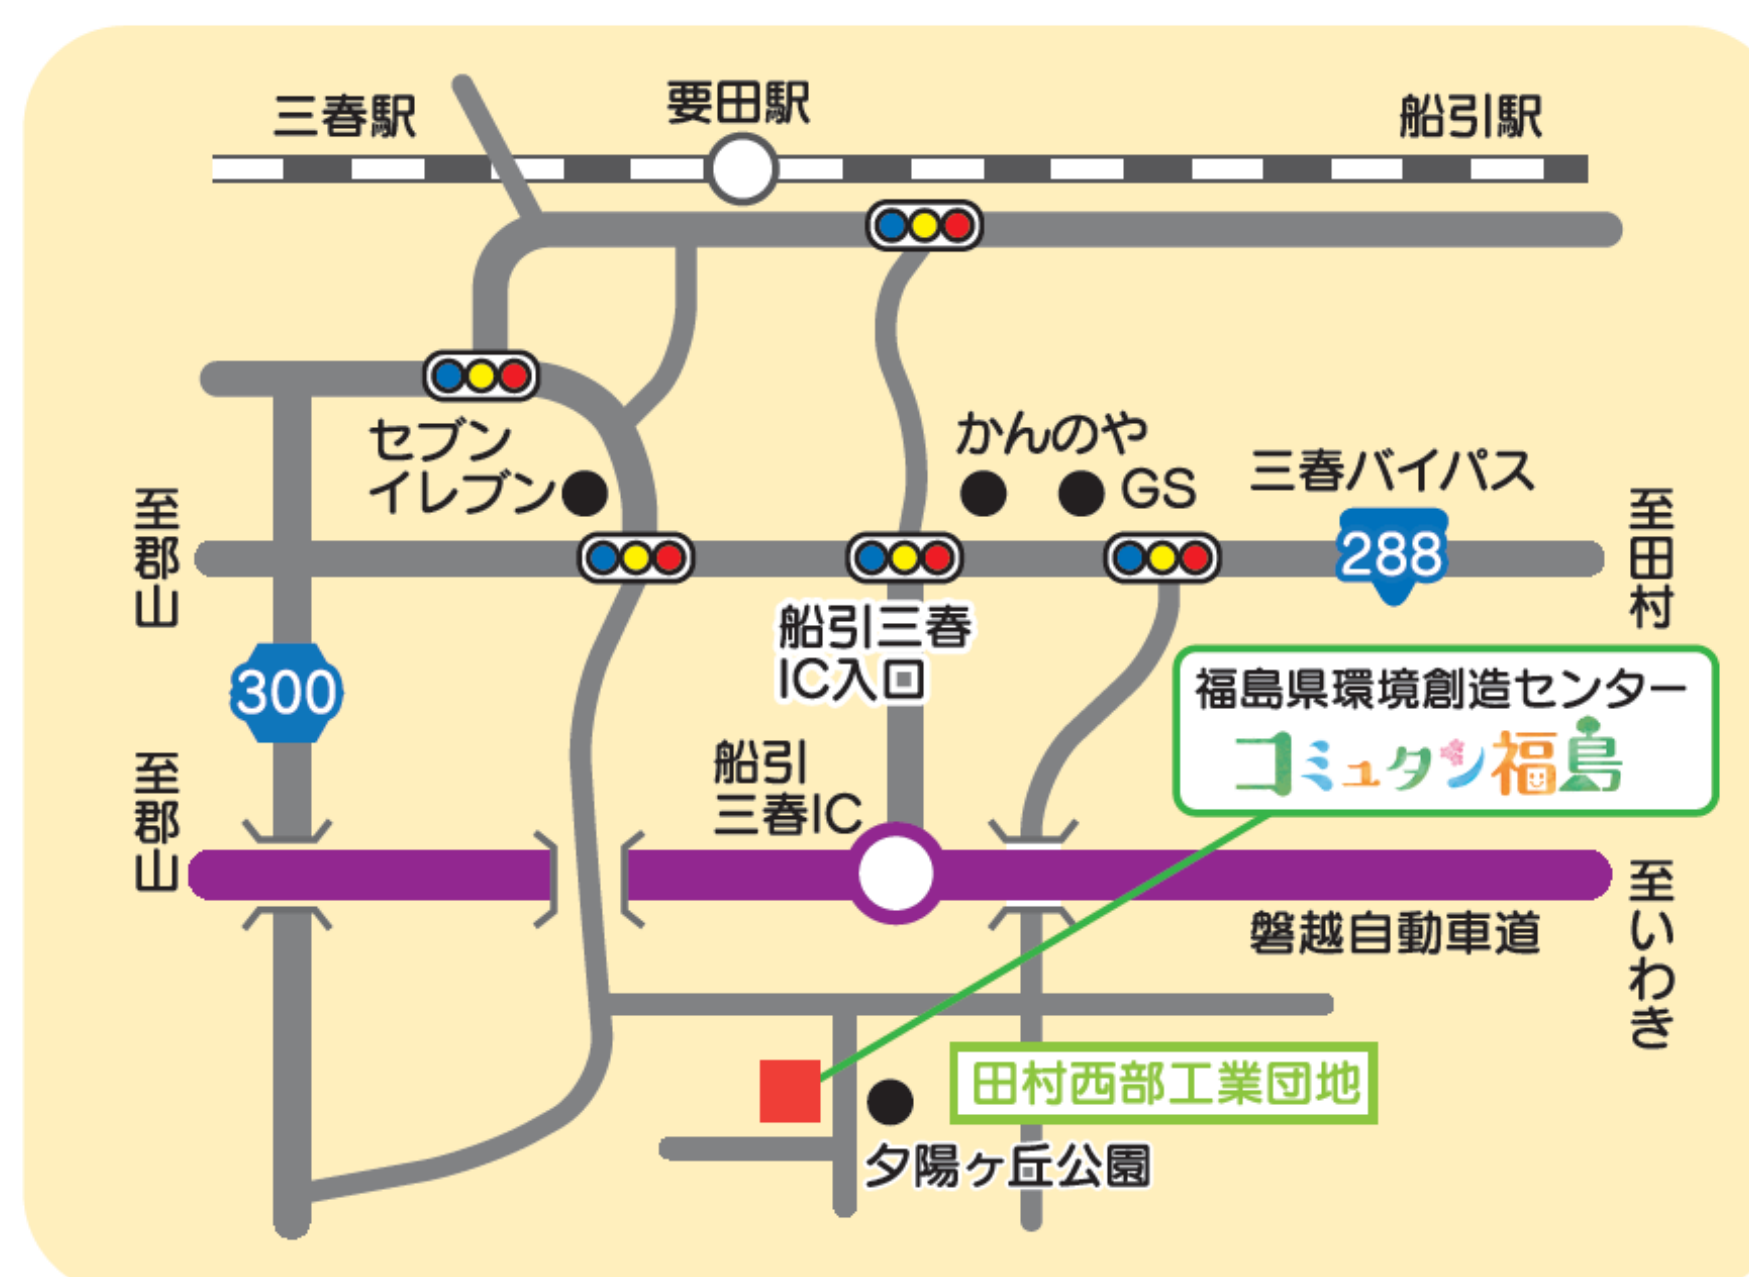 三春駅
要田駅
船引駅
セブン
イレブン
かんのや
GS
三春バイパス
288
至郡山
至田村
船引三春
IC入口
300
福島県環境創造センター
コミュタン福島
船引
三春IC
至郡山
至いわき
磐越自動車道
田村西部工業団地
夕陽ヶ丘公園